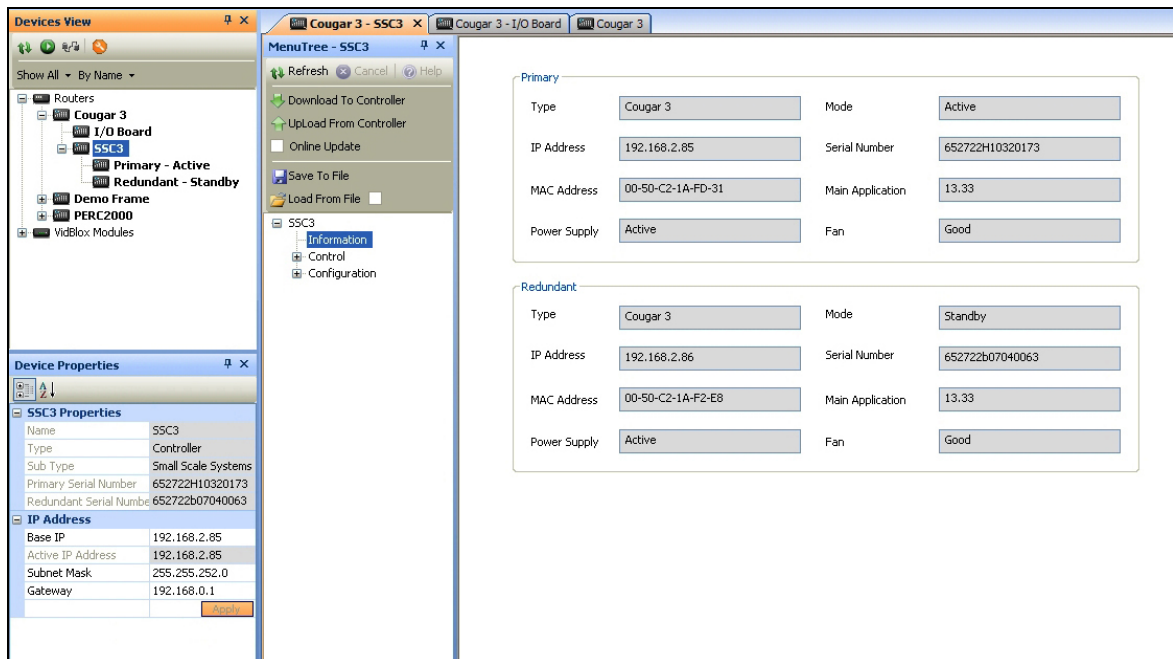 Devices View
Show All By Name
Routers
Cougar 3
I/O Board
SSC3
Primary - Active
Redundant - Standby
Demo Frame
PERC2000
VidBlox Modules
Device Properties
SSC3 Properties
Name SSC3
Type Controller
Sub Type Small Scale Systems
Primary Serial Number 652722H10320173
Redundant Serial Numbe 652722b07040063
IP Address
Base IP 192.168.2.85
Active IP Address 192.168.2.85
Subnet Mask 255.255.252.0
Gateway 192.168.0.1
Apply
Cougar 3 - SSC3 X Cougar 3 - I/O Board Cougar 3
MenuTree - SSC3
Refresh Cancel Help
Download To Controller
UpLoad From Controller
Online Update
Save To File
Load From File
SSC3
Information
Control
Configuration
Primary
Type Cougar 3 Mode Active
IP Address 192.168.2.85 Serial Number 652722H10320173
MAC Address 00-50-C2-1A-FD-31 Main Application 13.33
Power Supply Active Fan Good
Redundant
Type Cougar 3 Mode Standby
IP Address 192.168.2.86 Serial Number 652722b07040063
MAC Address 00-50-C2-1A-F2-E8 Main Application 13.33
Power Supply Active Fan Good